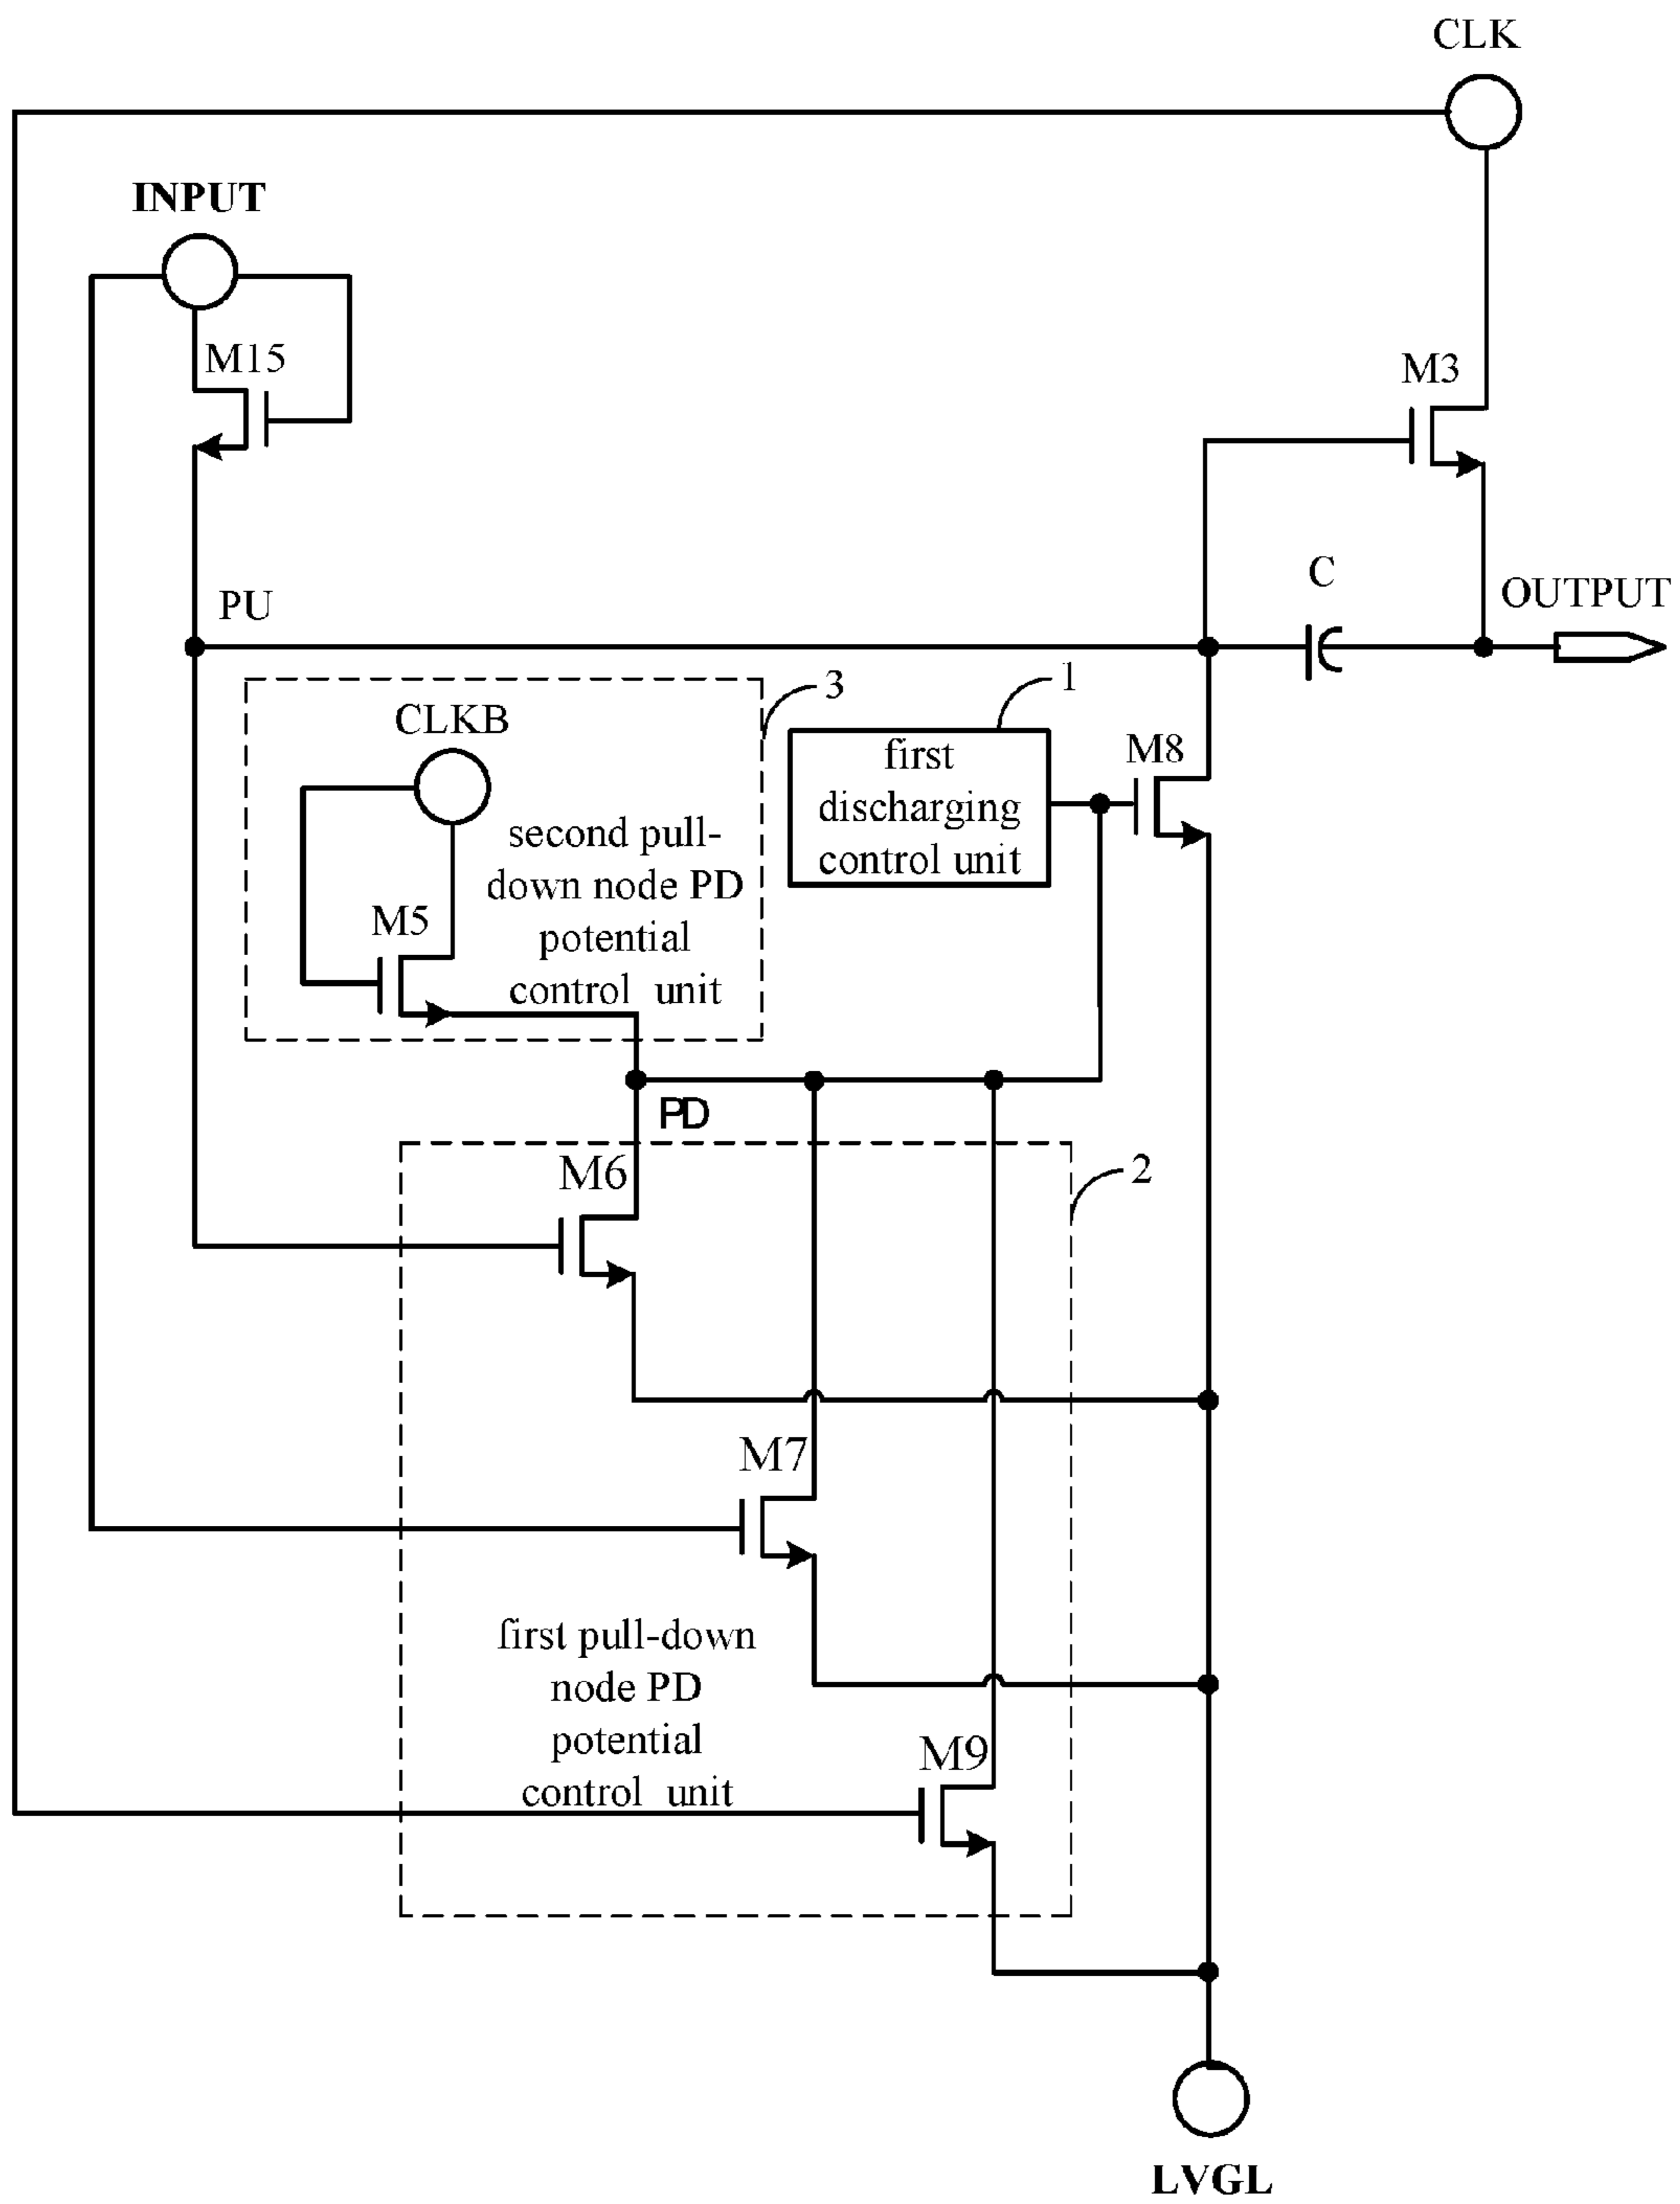 CLK
INPUT
M15
M3
C
OUTPUT
PU
3
1
CLKB
first
discharging
control unit
M8
second pull-
down node PD
potential
control unit
M5
PD
M6
2
M7
first pull-down
node PD
potential
control unit
M9
LVGL